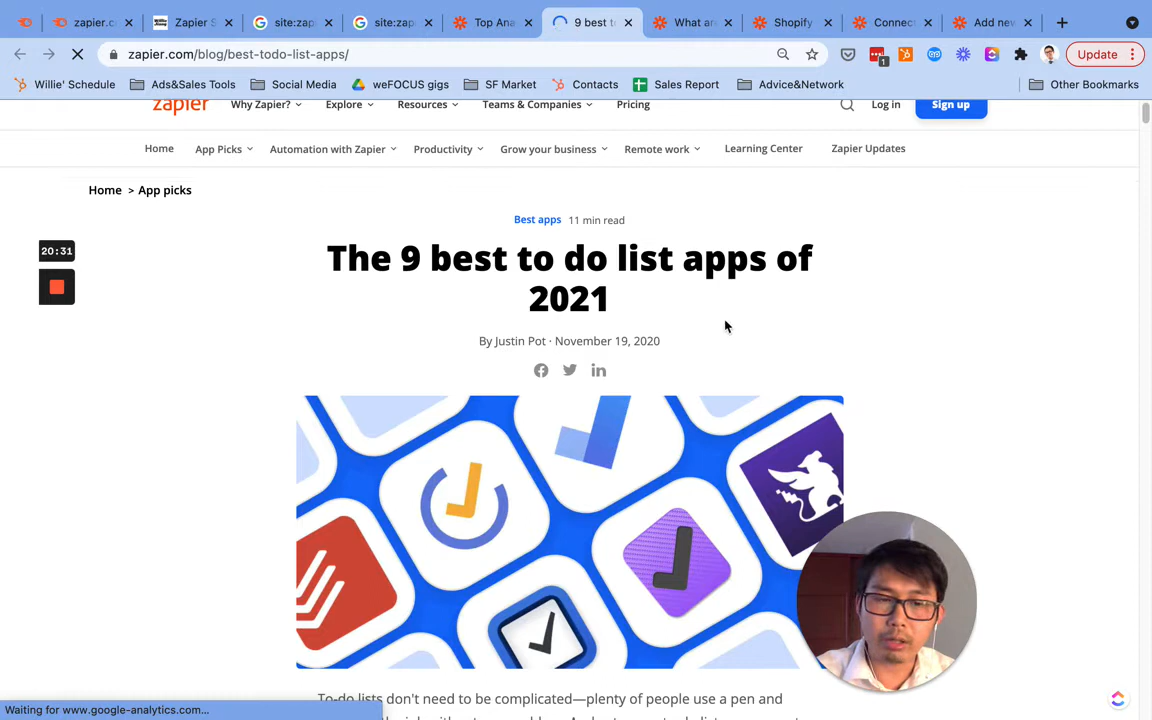 zapier.c
Zapier S
site:zap
site:zap
Top Ana
9 best t
What are
Shopify
Connec
Add new
zapier.com/blog/best-todo-list-apps/
1
Update
Willie' Schedule
Ads&Sales Tools
Social Media
weFOCUS gigs
SF Market
Contacts
Sales Report
Advice&Network
Other Bookmarks
zapier
Why Zapier?
Explore
Resources
Teams & Companies
Pricing
Log in
Sign up
Home
App Picks
Automation with Zapier
Productivity
Grow your business
Remote work
Learning Center
Zapier Updates
Home > App picks
Best apps 11 min read
20:31
The 9 best to do list apps of
2021
By Justin Pot · November 19, 2020
To-do lists don't need to be complicated—plenty of people use a pen and
Waiting for www.google-analytics.com...